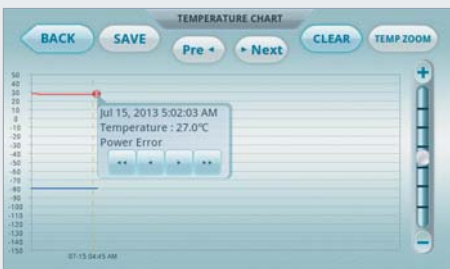 TEMPERATURE CHART
BACK
SAVE
Pre
Next
CLEAR
TEMP ZOOM
+
50
40
30
20
10
0
-10
-20
-30
-40
-50
-60
-70
-80
-90
-100
-110
-120
-130
-140
-150
Jul 15, 2013 5:02:03 AM
Temperature : 27.0℃
Power Error
07-15 04:45 AM
−